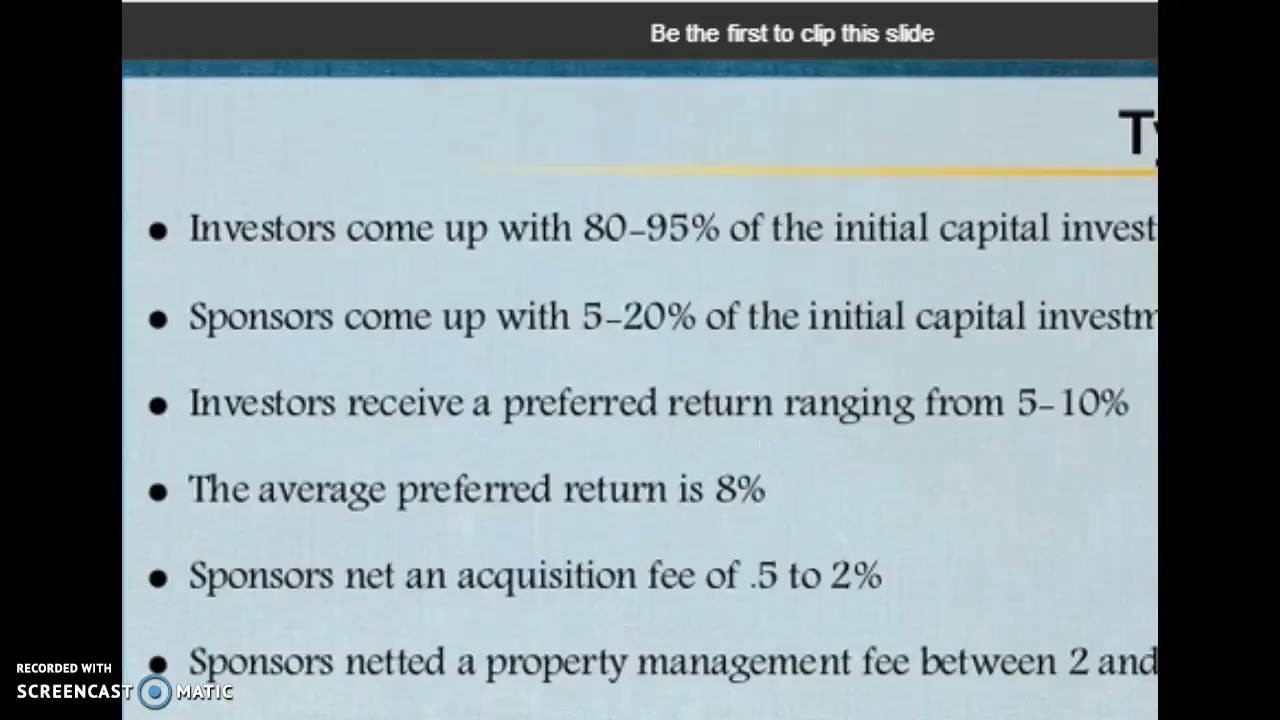 Be the first to clip this slide
Ty
• Investors come up with 80-95% of the initial capital invest
• Sponsors come up with 5-20% of the initial capital investm
• Investors receive a preferred return ranging from 5-10%
• The average preferred return is 8%
• Sponsors net an acquisition fee of .5 to 2%
• Sponsors netted a property management fee between 2 and
RECORDED WITH
SCREENCAST MATIC